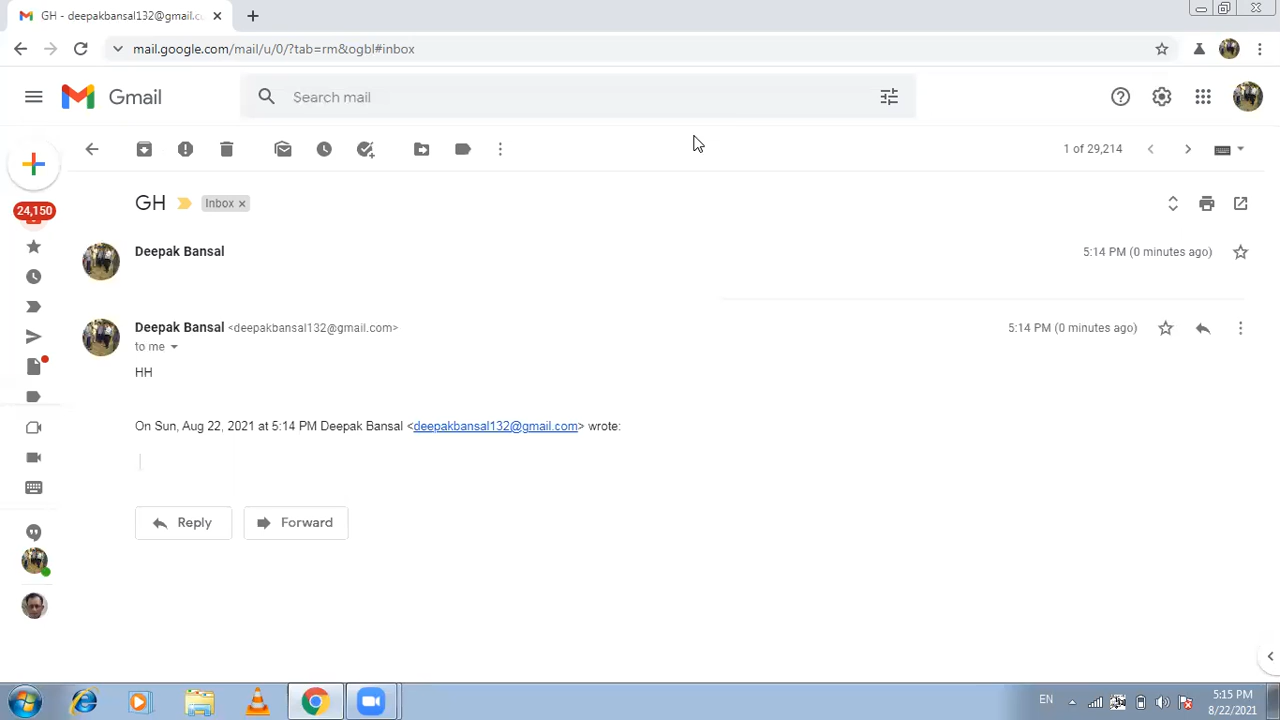 GH - deepakbansal132@gmail.co
mail.google.com/mail/u/0/?tab=rm&ogbl#inbox
Gmail
Search mail
1 of 29,214
24,150
GH
Inbox x
Deepak Bansal
5:14 PM (0 minutes ago)
Deepak Bansal <deepakbansal132@gmail.com>
5:14 PM (0 minutes ago)
to me
HH
On Sun, Aug 22, 2021 at 5:14 PM Deepak Bansal <deepakbansal132@gmail.com> wrote:
Reply
Forward
EN
5:15 PM
8/22/2021